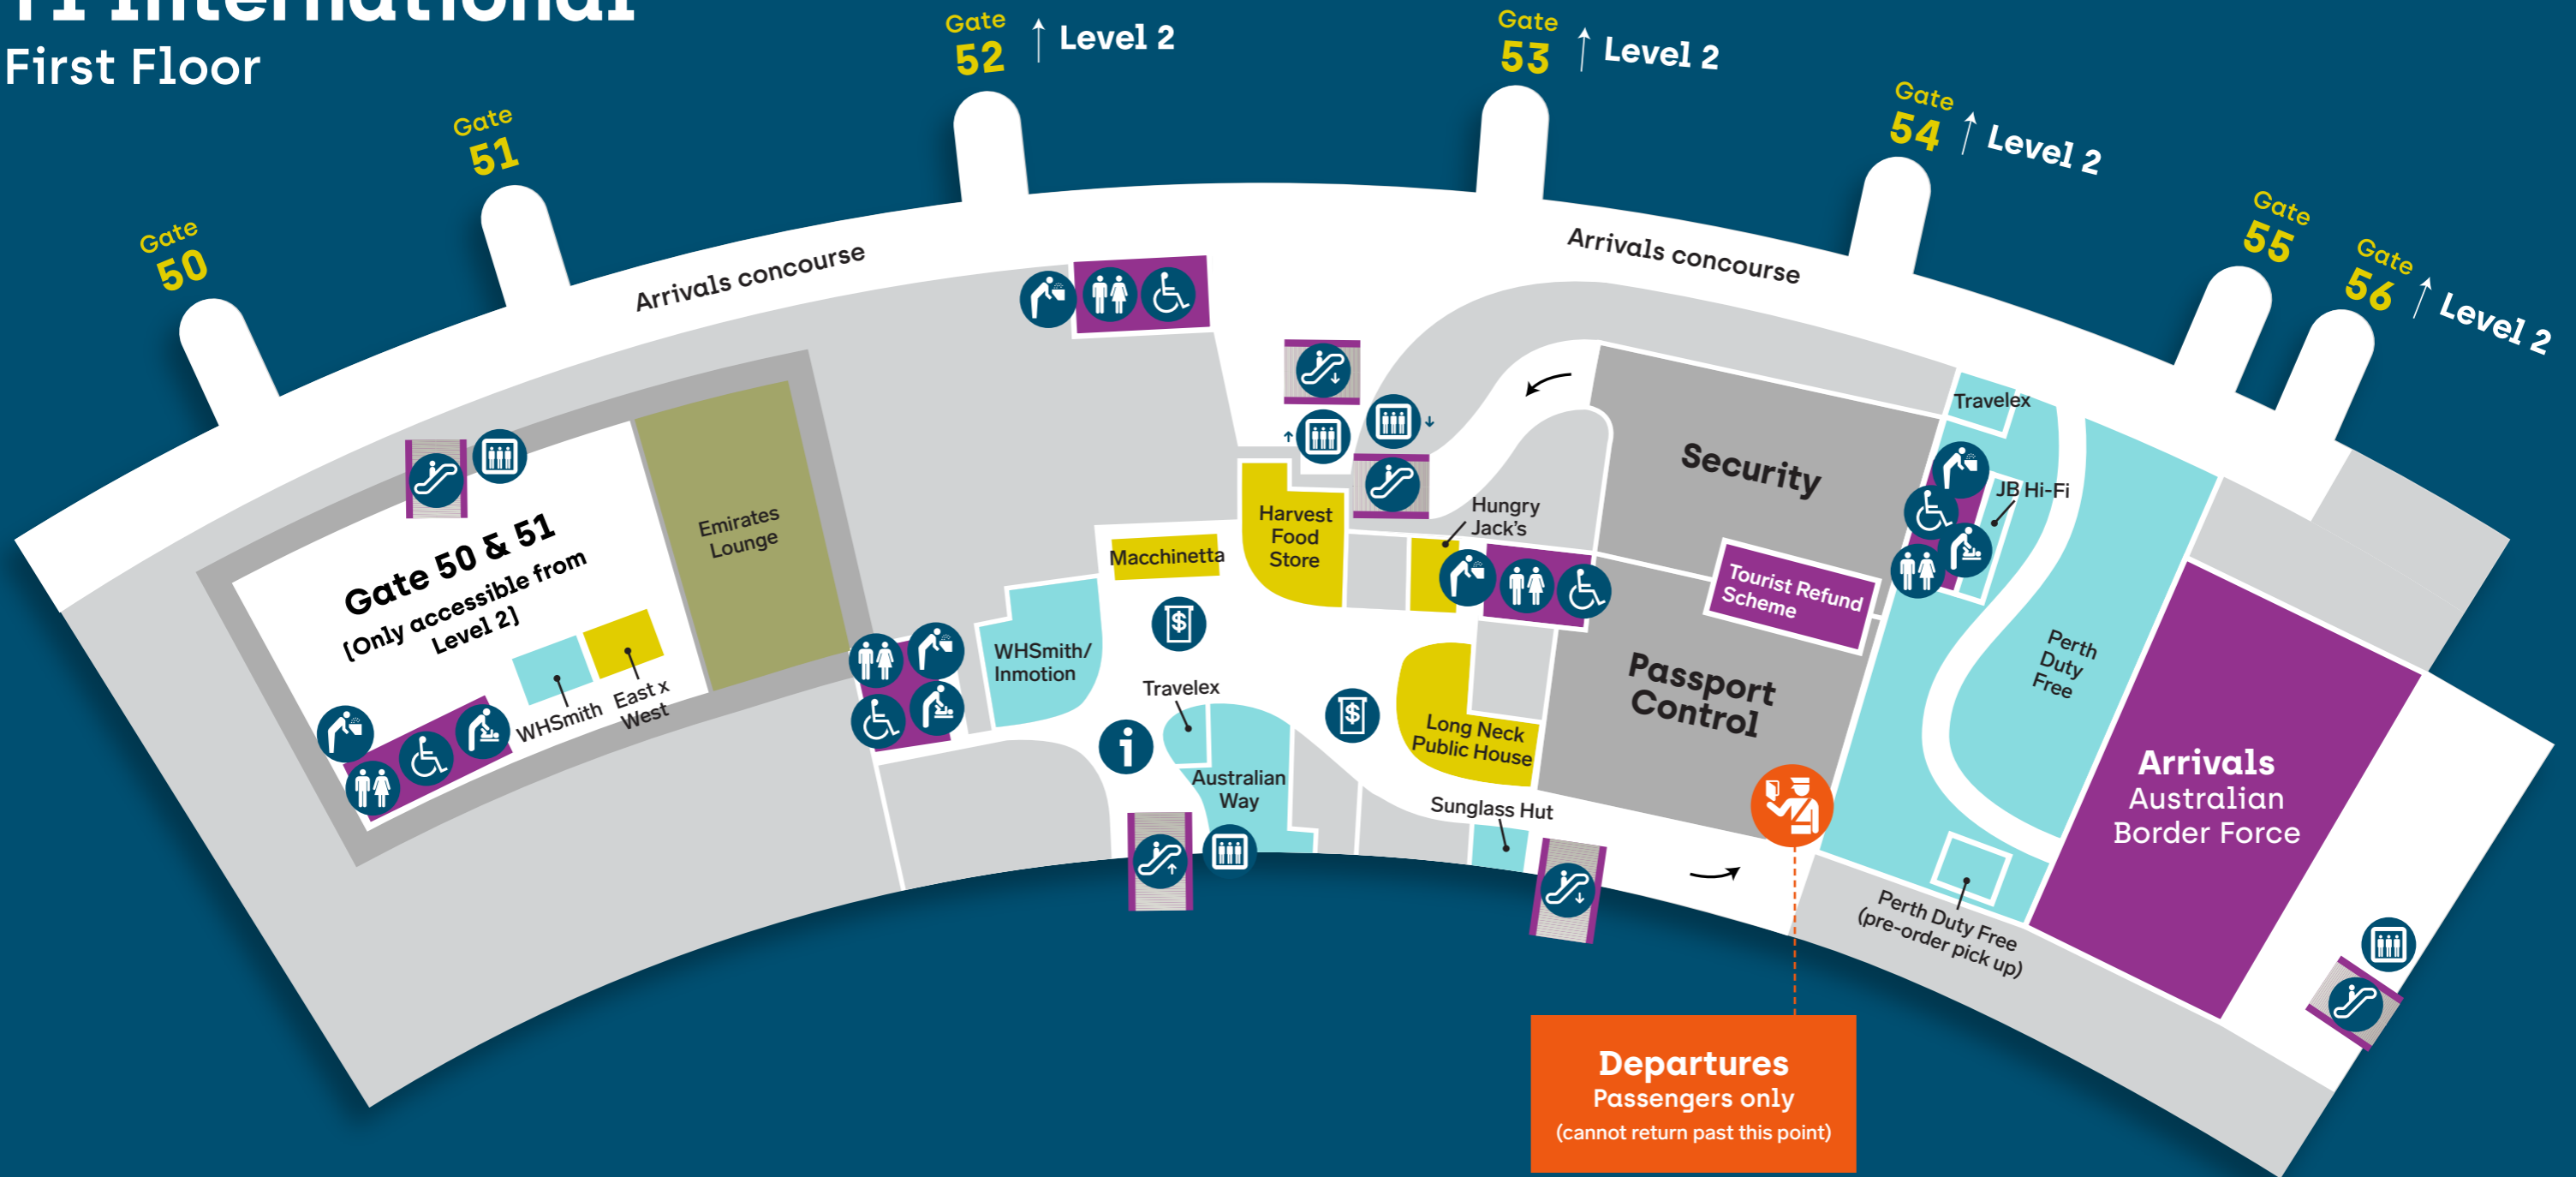 T1 International
First Floor
Gate
50
Gate
51
Gate
52
↑ Level 2
Gate
53
↑ Level 2
Gate
54
↑ Level 2
Gate
55
Gate
56
↑ Level 2
Arrivals concourse
Arrivals concourse
Gate 50 & 51
(Only accessible from
Level 2)
WHSmith
East x
West
Emirates
Lounge
WHSmith/
Inmotion
Macchinetta
Harvest
Food
Store
Hungry
Jack's
Travelex
Australian
Way
Long Neck
Public House
Sunglass Hut
Security
Passport
Control
Tourist Refund
Scheme
Travelex
JB Hi-Fi
Perth
Duty
Free
Perth Duty Free
(pre-order pick up)
Arrivals
Australian
Border Force
Departures
Passengers only
(cannot return past this point)